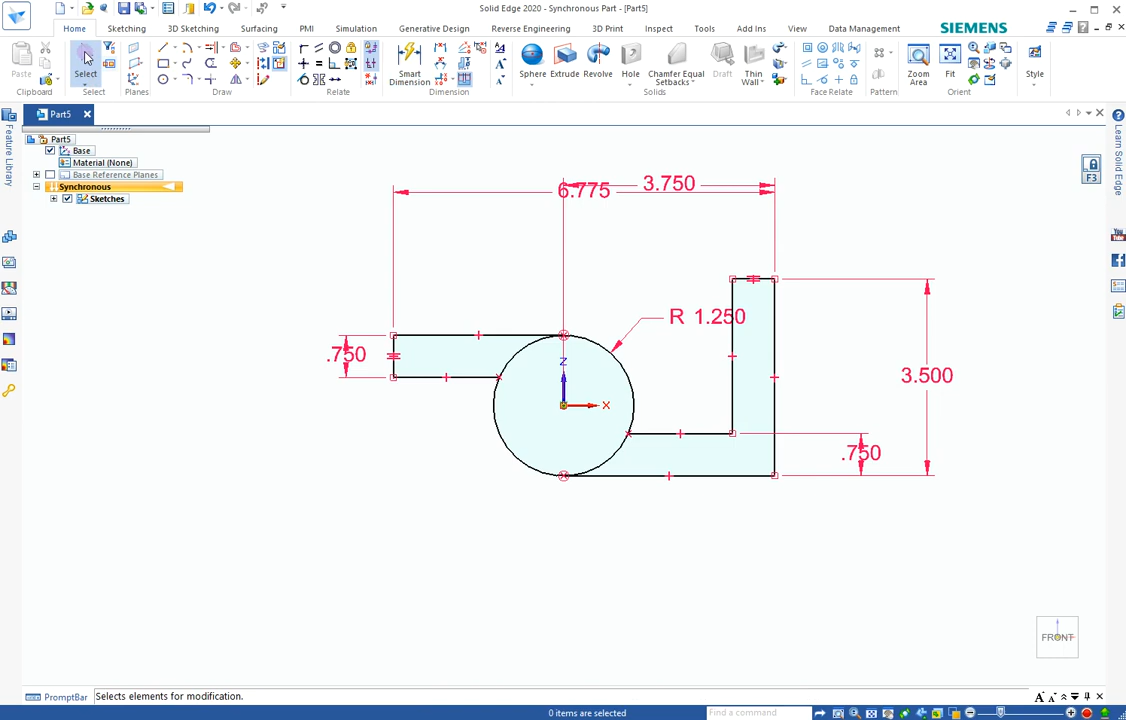 Solid Edge 2020 - Synchronous Part - [Part5]
Home Sketching 3D Sketching Surfacing PMI Simulation Generative Design Reverse Engineering 3D Print Inspect Tools Add Ins View Data Management SIEMENS
Paste Select Smart Dimension Sphere Extrude Revolve Hole Chamfer Equal Setbacks Draft Thin Wall Zoom Area Fit Style
Clipboard Select Planes Draw Relate Dimension Solids Face Relate Pattern Orient
Part5
Feature Library
Learn Solid Edge
Part5
Base
Material (None)
Base Reference Planes
Synchronous
Sketches
F3
You
Tube
3.750
6.775
R 1.250
.750
Z
X
3.500
.750
FRONT
PromptBar Selects elements for modification.
0 items are selected Find a command